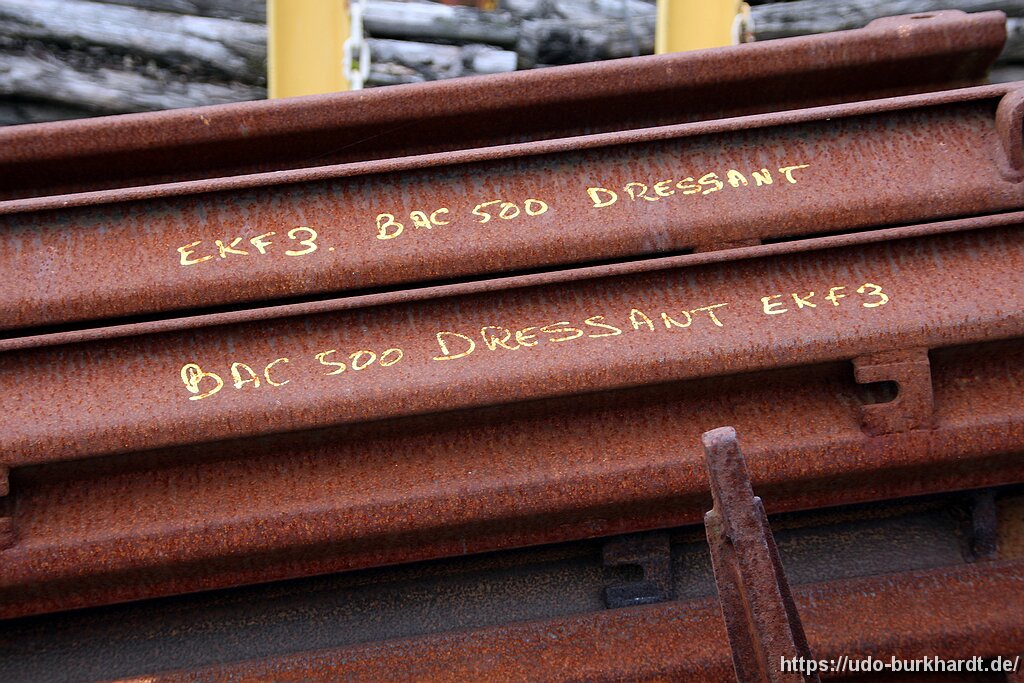 EKF3. BAC 500 DRESSANT
BAC 500 DRESSANT EKF3
https://udo-burkhardt.de/